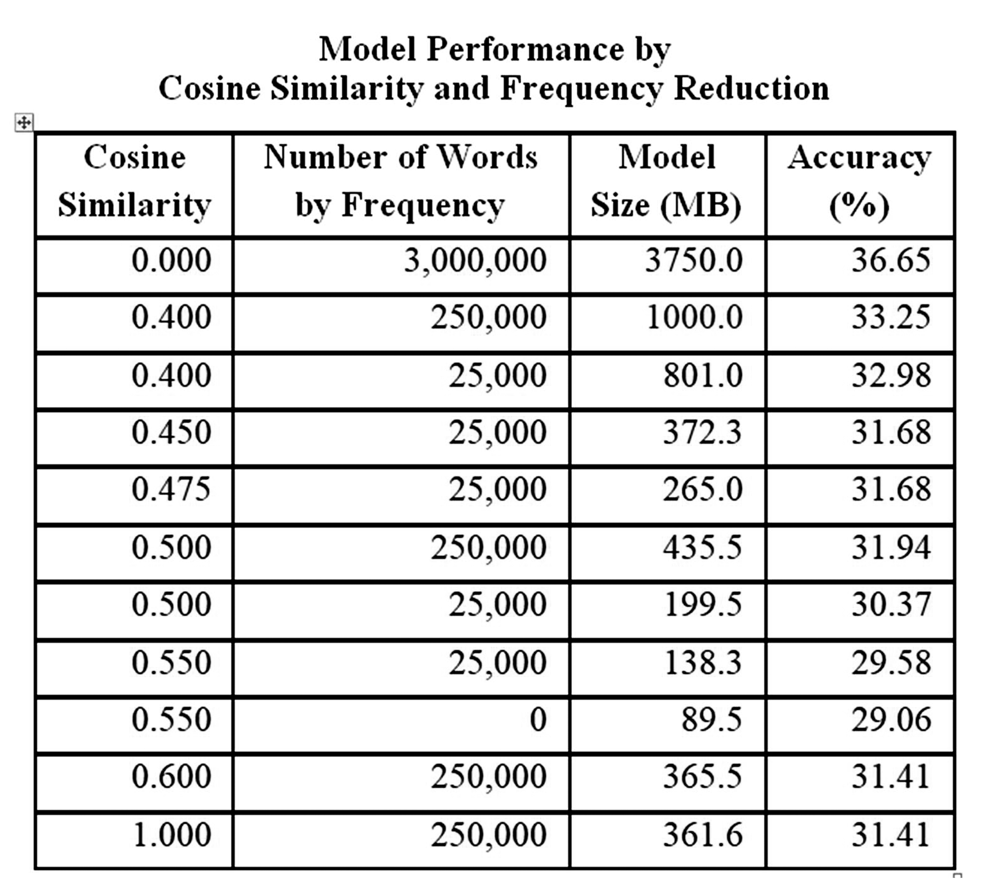 Model Performance by
Cosine Similarity and Frequency Reduction
Cosine Similarity Number of Words by Frequency Model Size (MB) Accuracy (%)
0.000 3,000,000 3750.0 36.65
0.400 250,000 1000.0 33.25
0.400 25,000 801.0 32.98
0.450 25,000 372.3 31.68
0.475 25,000 265.0 31.68
0.500 250,000 435.5 31.94
0.500 25,000 199.5 30.37
0.550 25,000 138.3 29.58
0.550 0 89.5 29.06
0.600 250,000 365.5 31.41
1.000 250,000 361.6 31.41